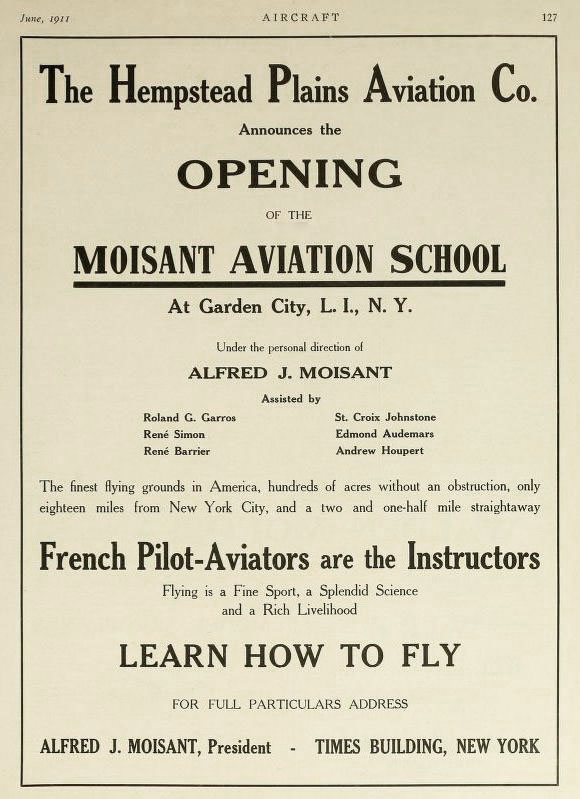 June, 1911 AIRCRAFT 127
The Hempstead Plains Aviation Co.
Announces the
OPENING
OF THE
MOISANT AVIATION SCHOOL
At Garden City, L. I., N. Y.
Under the personal direction of
ALFRED J. MOISANT
Assisted by
Roland G. Garros St. Croix Johnstone
René Simon Edmond Audemars
René Barrier Andrew Houpert
The finest flying grounds in America, hundreds of acres without an obstruction, only
eighteen miles from New York City, and a two and one-half mile straightaway
French Pilot-Aviators are the Instructors
Flying is a Fine Sport, a Splendid Science
and a Rich Livelihood
LEARN HOW TO FLY
FOR FULL PARTICULARS ADDRESS
ALFRED J. MOISANT, President - TIMES BUILDING, NEW YORK